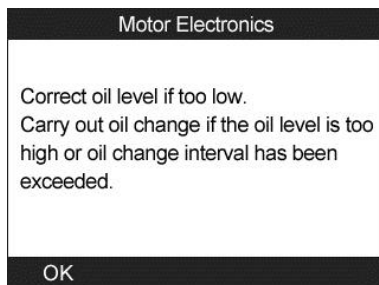 Motor Electronics
Correct oil level if too low.
Carry out oil change if the oil level is too
high or oil change interval has been
exceeded.
OK